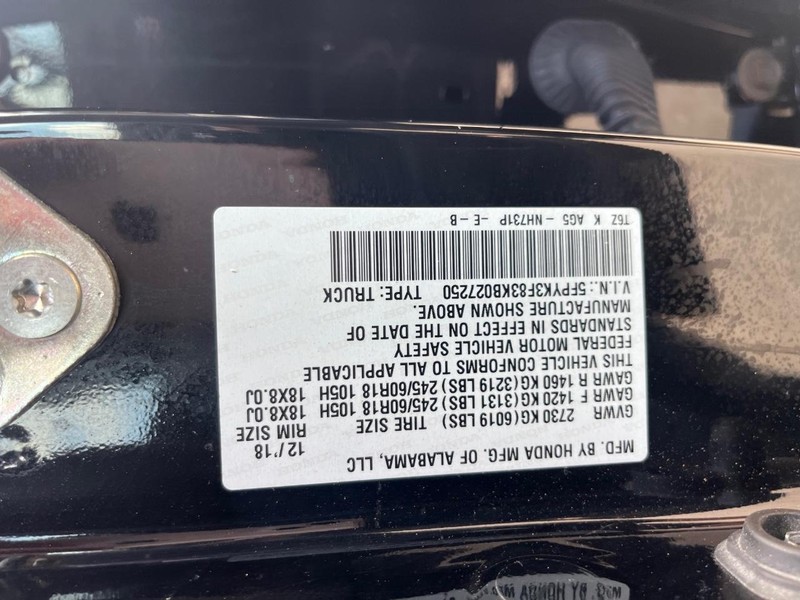 MFD. BY HONDA MFG. OF ALABAMA, LLC 12/'18
GVWR 2730 KG(6019 LBS) TIRE SIZE RIM SIZE
GAWR F 1420 KG(3131 LBS) 245/60R18 105H 18X8.0J
GAWR R 1460 KG(3219 LBS) 245/60R18 105H 18X8.0J
THIS VEHICLE CONFORMS TO ALL APPLICABLE
FEDERAL MOTOR VEHICLE SAFETY
STANDARDS IN EFFECT ON THE DATE OF
MANUFACTURE SHOWN ABOVE.
V.I.N.: 5FPYK3F83KB027250 TYPE: TRUCK
T6Z K AG5 - NH731P -E-B